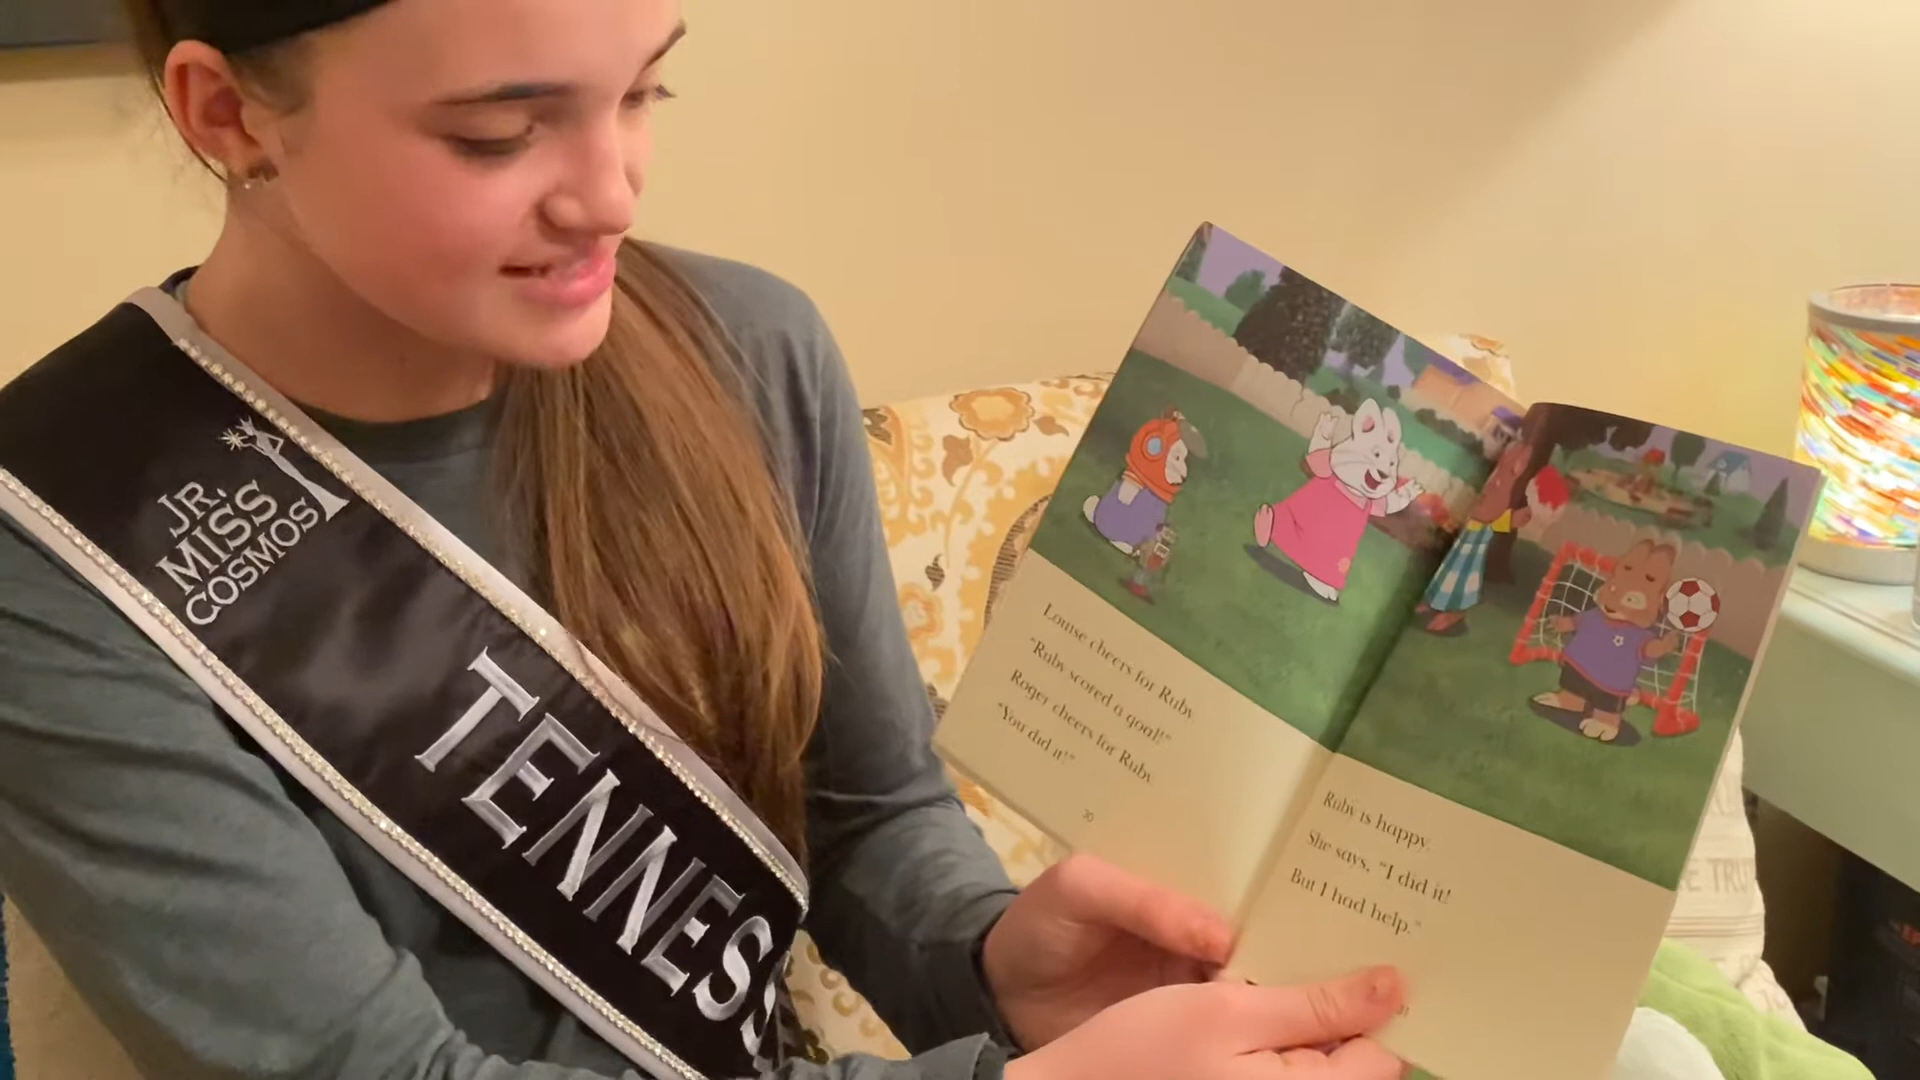 JR.
MISS
COSMOS
TENNESS
Louise cheers for Ruby.
"Ruby scored a goal!"
Roger cheers for Ruby.
"You did it!"
30
Ruby is happy.
She says, "I did it!
But I had help."
E TRU